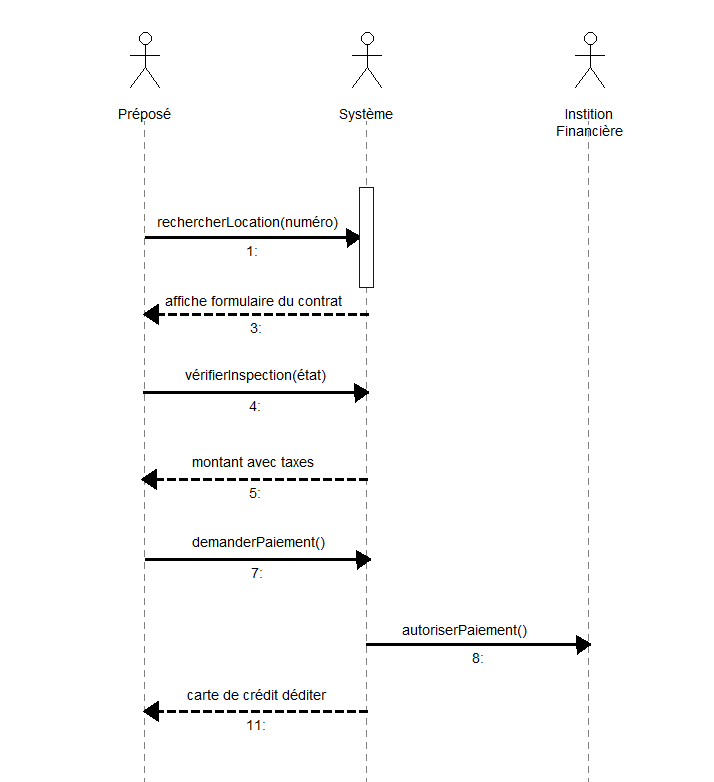 Préposé
Système
Instition
Financière
rechercherLocation(numéro)
1:
affiche formulaire du contrat
3:
vérifierInspection(état)
4:
montant avec taxes
5:
demanderPaiement()
7:
autoriserPaiement()
8:
carte de crédit déditer
11: